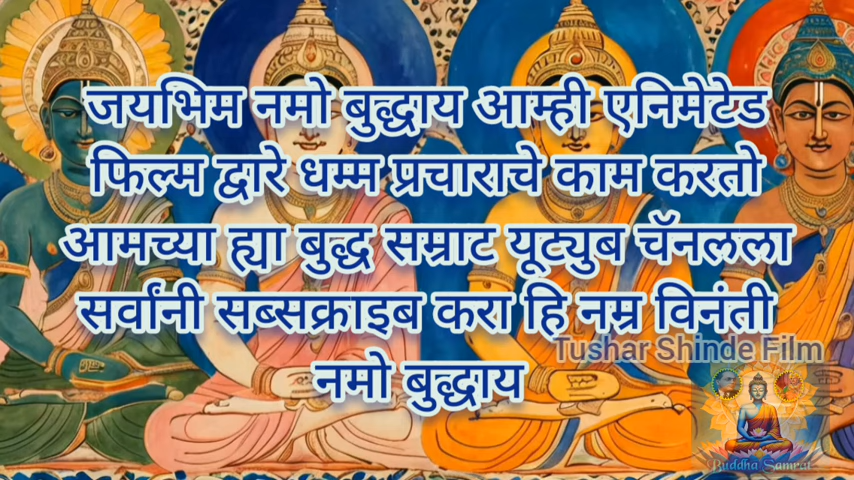 जयभिम नमो बुद्धाय आम्ही एनिमेटेड
फिल्म द्वारे धम्म प्रचाराचे काम करतो
आमच्या ह्या बुद्ध सम्राट यूट्युब चॅनलला
सर्वांनी सब्सक्राइब करा हि नम्र विनंती
नमो बुद्धाय
Tushar Shinde Film
Buddha Samrat